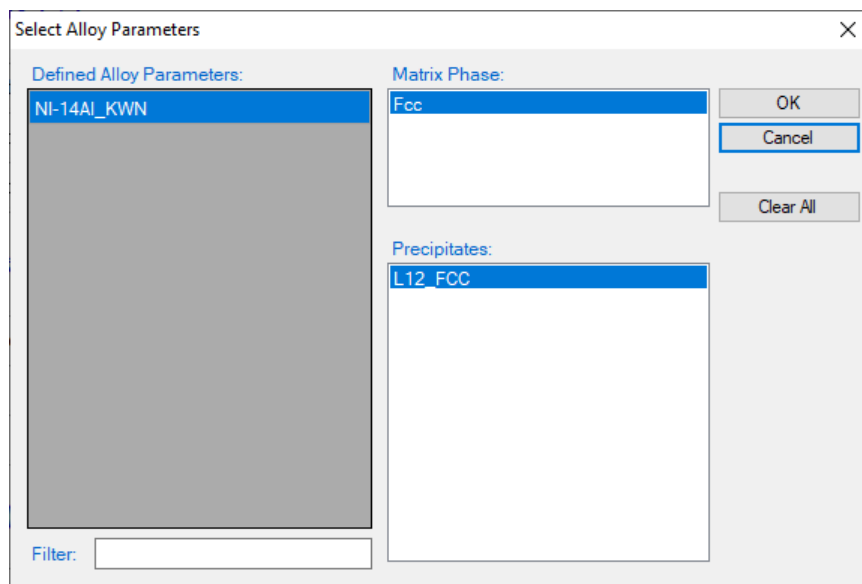 Select Alloy Parameters
Defined Alloy Parameters:
NI-14Al_KWN
Filter:
Matrix Phase:
Fcc
Precipitates:
L12_FCC
OK
Cancel
Clear All